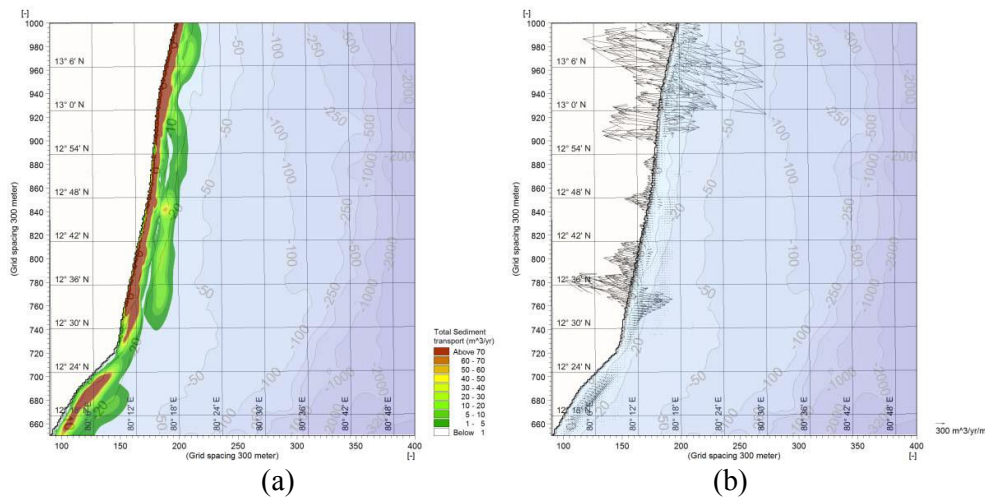 [-]
1000
980
960
940
920
900
880
860
840
820
800
780
760
740
720
700
680
660
(Grid spacing 300 meter)
13° 6' N
13° 0' N
12° 54' N
12° 48' N
12° 42' N
12° 36' N
12° 30' N
12° 24' N
12° 18' N
80° 12' E
80° 18' E
80° 24' E
80° 30' E
80° 36' E
80° 42' E
80° 48' E
-50
-100
-250
-500
-1000
-2000
-20
10
100
150
200
250
300
350
400
(Grid spacing 300 meter)
[-]
Total Sediment
transport (m^3/yr)
Above 70
60 - 70
50 - 60
40 - 50
30 - 40
20 - 30
10 - 20
5 - 10
1 - 5
Below 1
(a)
[-]
1000
980
960
940
920
900
880
860
840
820
800
780
760
740
720
700
680
660
(Grid spacing 300 meter)
13° 6' N
13° 0' N
12° 54' N
12° 48' N
12° 42' N
12° 36' N
12° 30' N
12° 24' N
12° 18' N
80° 12' E
80° 18' E
80° 24' E
80° 30' E
80° 36' E
80° 42' E
80° 48' E
-50
-100
-250
-500
-1000
-2000
-20
100
150
200
250
300
350
400
(Grid spacing 300 meter)
[-]
300 m^3/yr/m
(b)